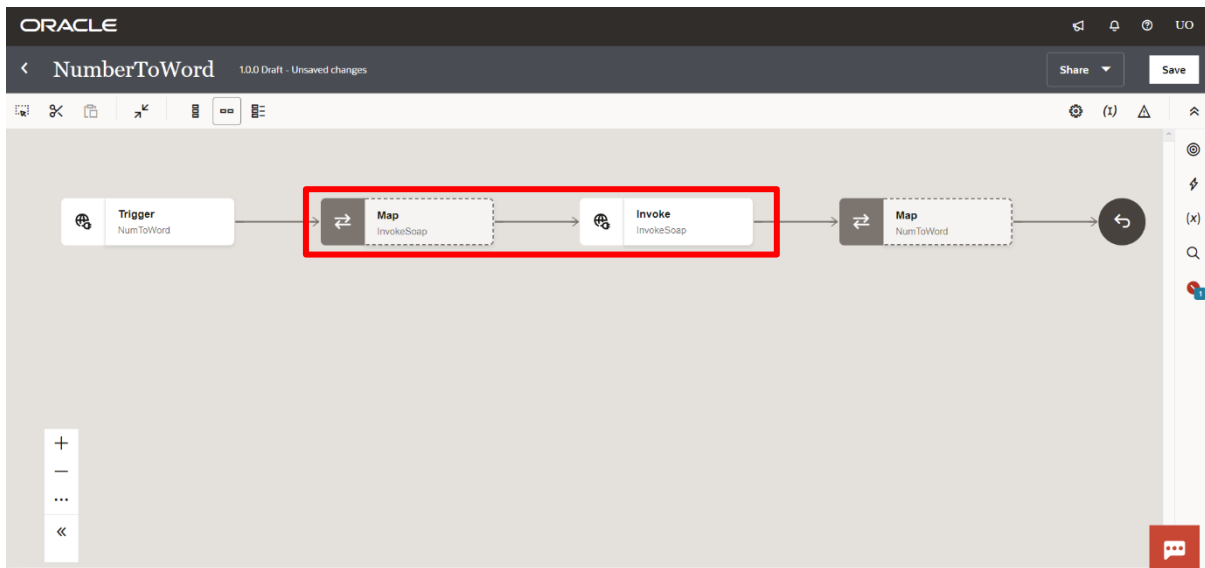 ORACLE
UO
NumberToWord
1.0.0 Draft - Unsaved changes
Share
Save
(I)
Trigger
NumToWord
Map
InvokeSoap
Invoke
InvokeSoap
Map
NumToWord
(x)
1